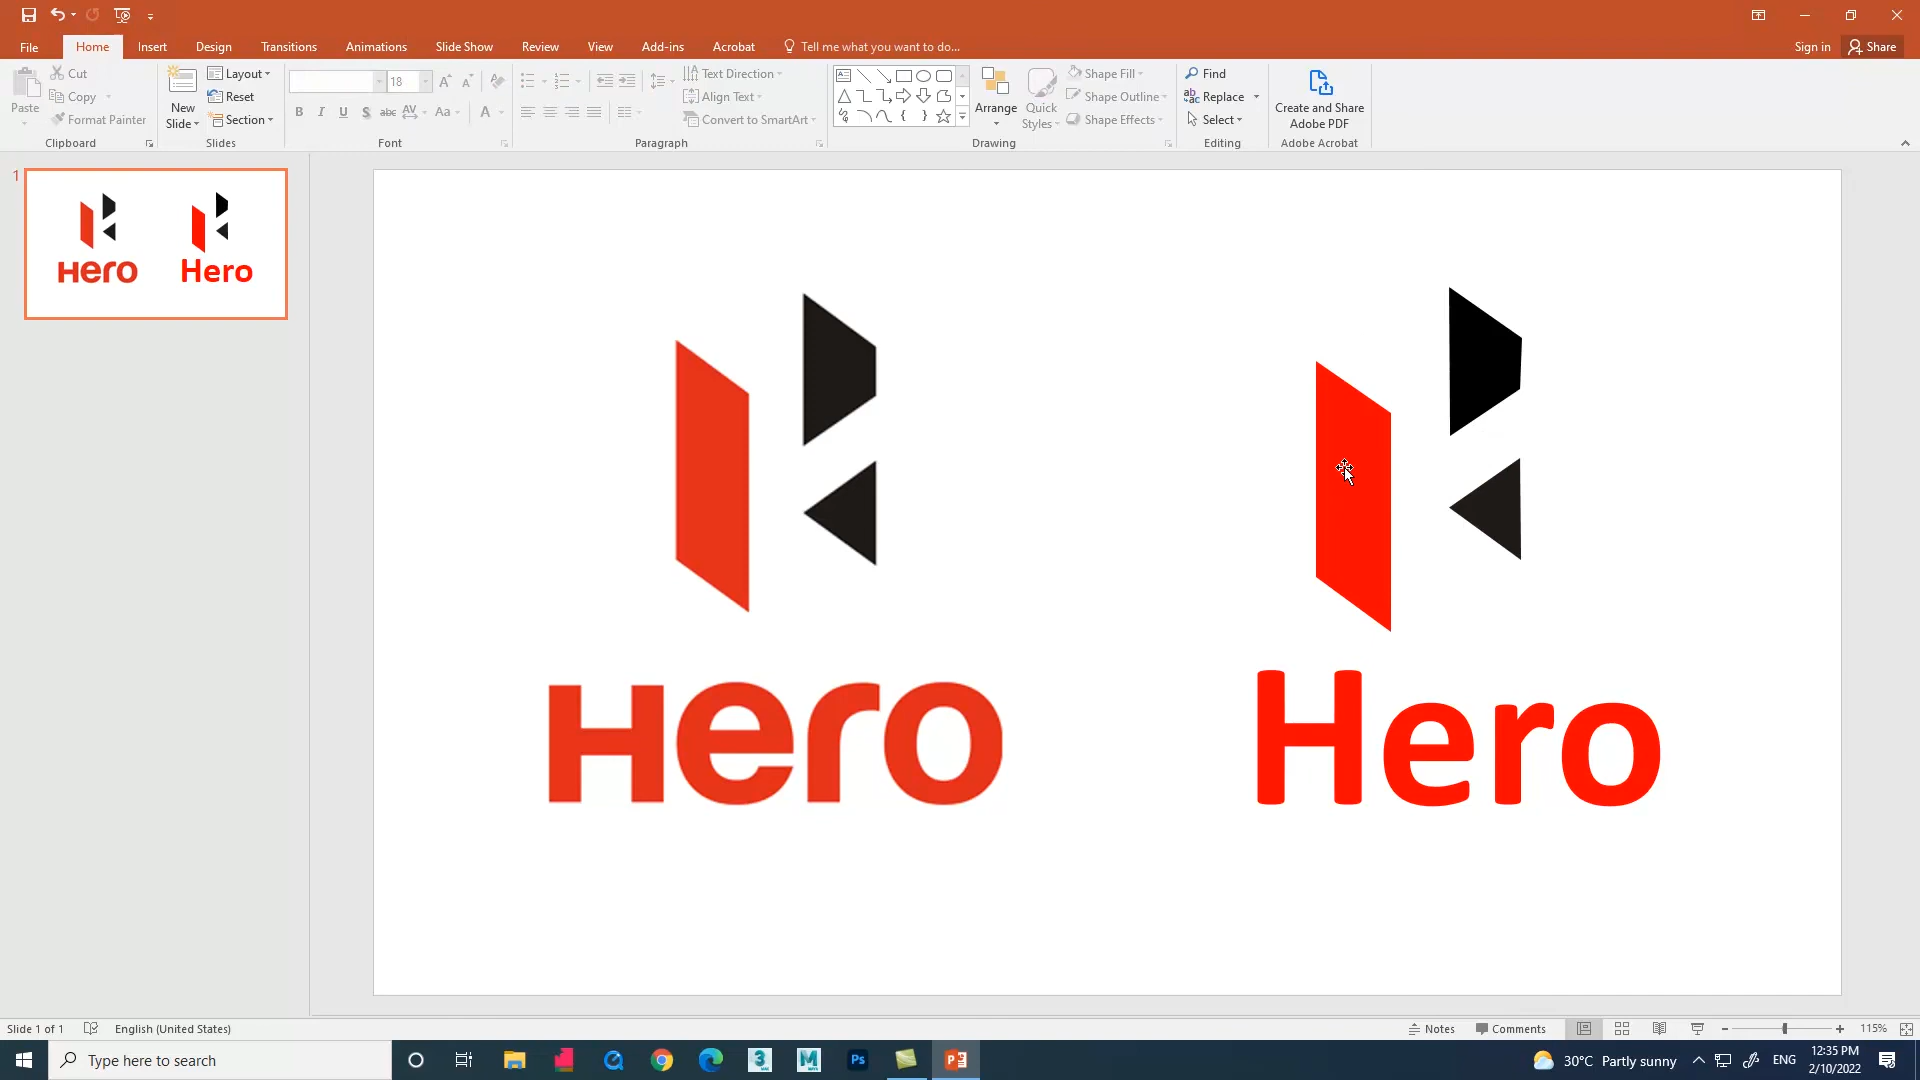 File Home Insert Design Transitions Animations Slide Show Review View Add-ins Acrobat Tell me what you want to do... Sign in Share
Cut
Copy
Format Painter
Paste
Clipboard
New
Slide
Layout
Reset
Section
Slides
18
B I U S abc AV Aa A
Font
Text Direction
Align Text
Convert to SmartArt
Paragraph
Arrange
Quick
Styles
Shape Fill
Shape Outline
Shape Effects
Drawing
Find
Replace
Select
Editing
Create and Share
Adobe PDF
Adobe Acrobat
1
Hero Hero
Hero Hero
Slide 1 of 1 English (United States) Notes Comments 115%
Type here to search
3
M
Ps
P
30°C Partly sunny
ENG
12:35 PM
2/10/2022